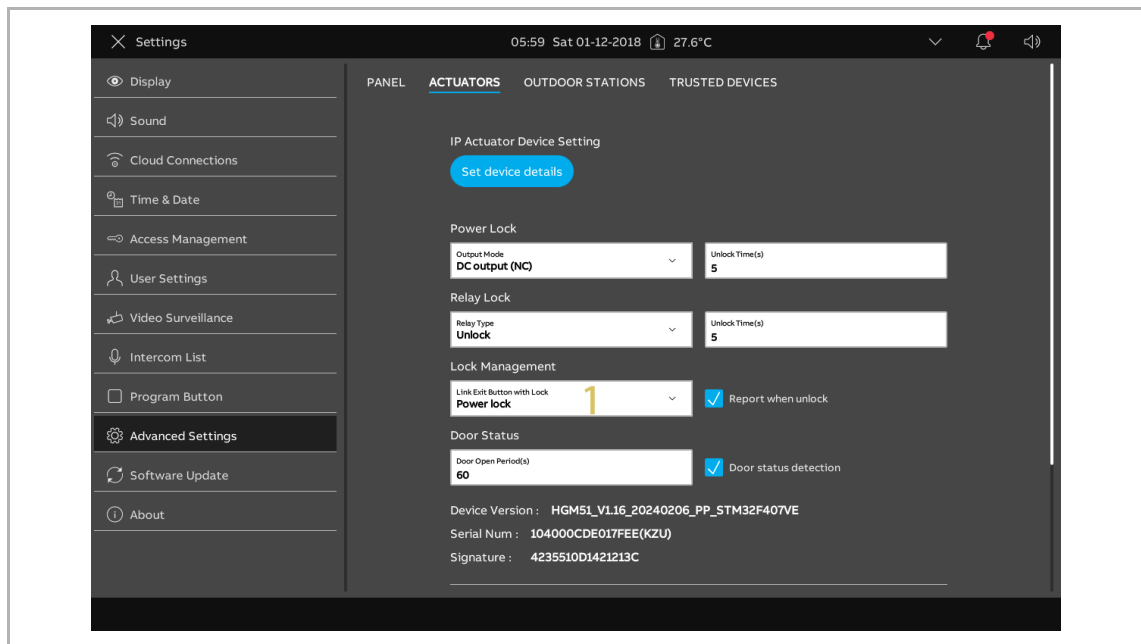 Settings
05:59 Sat 01-12-2018 27.6°C
Display
Sound
Cloud Connections
Time & Date
Access Management
User Settings
Video Surveillance
Intercom List
Program Button
Advanced Settings
Software Update
About
PANEL ACTUATORS OUTDOOR STATIONS TRUSTED DEVICES
IP Actuator Device Setting
Set device details
Power Lock
Output Mode
DC output (NC)
Unlock Time(s)
5
Relay Lock
Relay Type
Unlock
Unlock Time(s)
5
Lock Management
Link Exit Button with Lock
Power lock
1
Report when unlock
Door Status
Door Open Period(s)
60
Door status detection
Device Version : HGM51_V1.16_20240206_PP_STM32F407VE
Serial Num : 104000CDE017FEE(KZU)
Signature : 4235510D1421213C